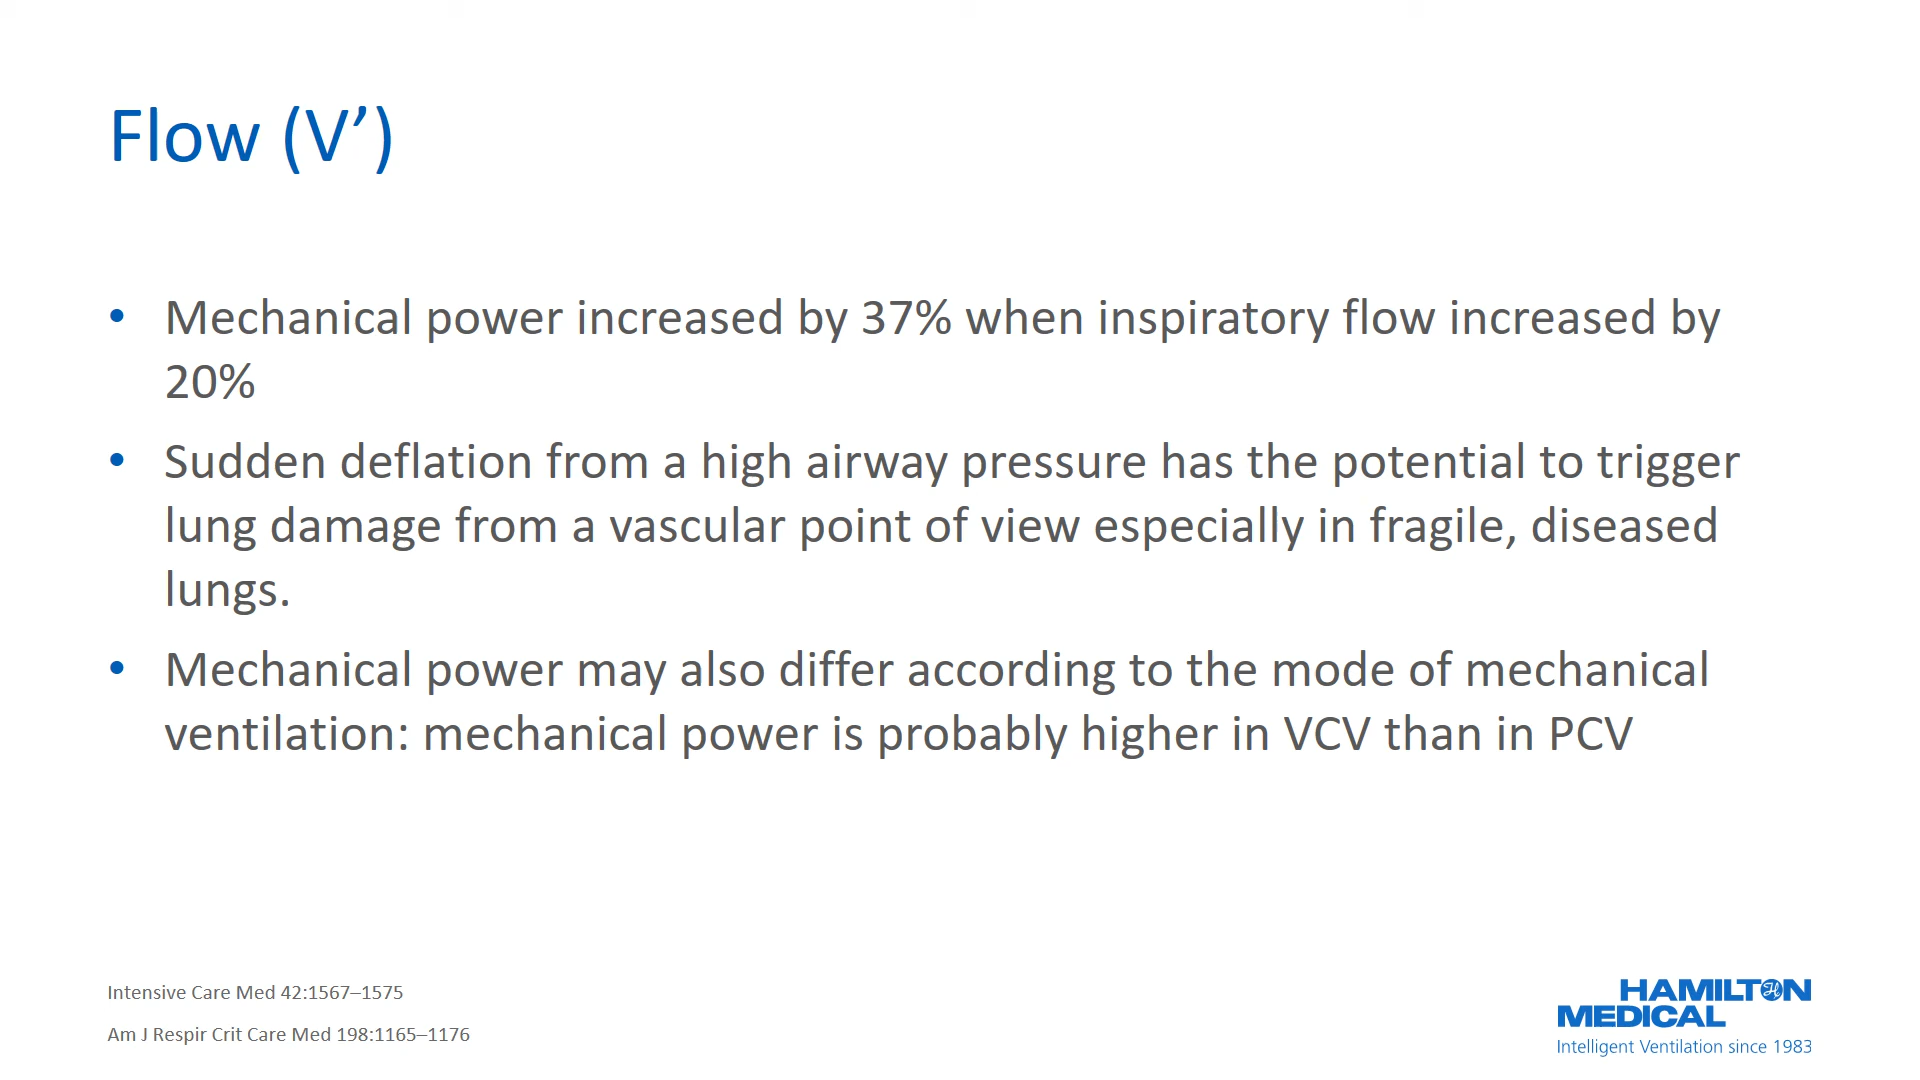 Flow (V’)
• Mechanical power increased by 37% when inspiratory flow increased by
20%
• Sudden deflation from a high airway pressure has the potential to trigger
lung damage from a vascular point of view especially in fragile, diseased
lungs.
• Mechanical power may also differ according to the mode of mechanical
ventilation: mechanical power is probably higher in VCV than in PCV
Intensive Care Med 42:1567–1575
Am J Respir Crit Care Med 198:1165–1176
HAMILTON
MEDICAL
Intelligent Ventilation since 1983